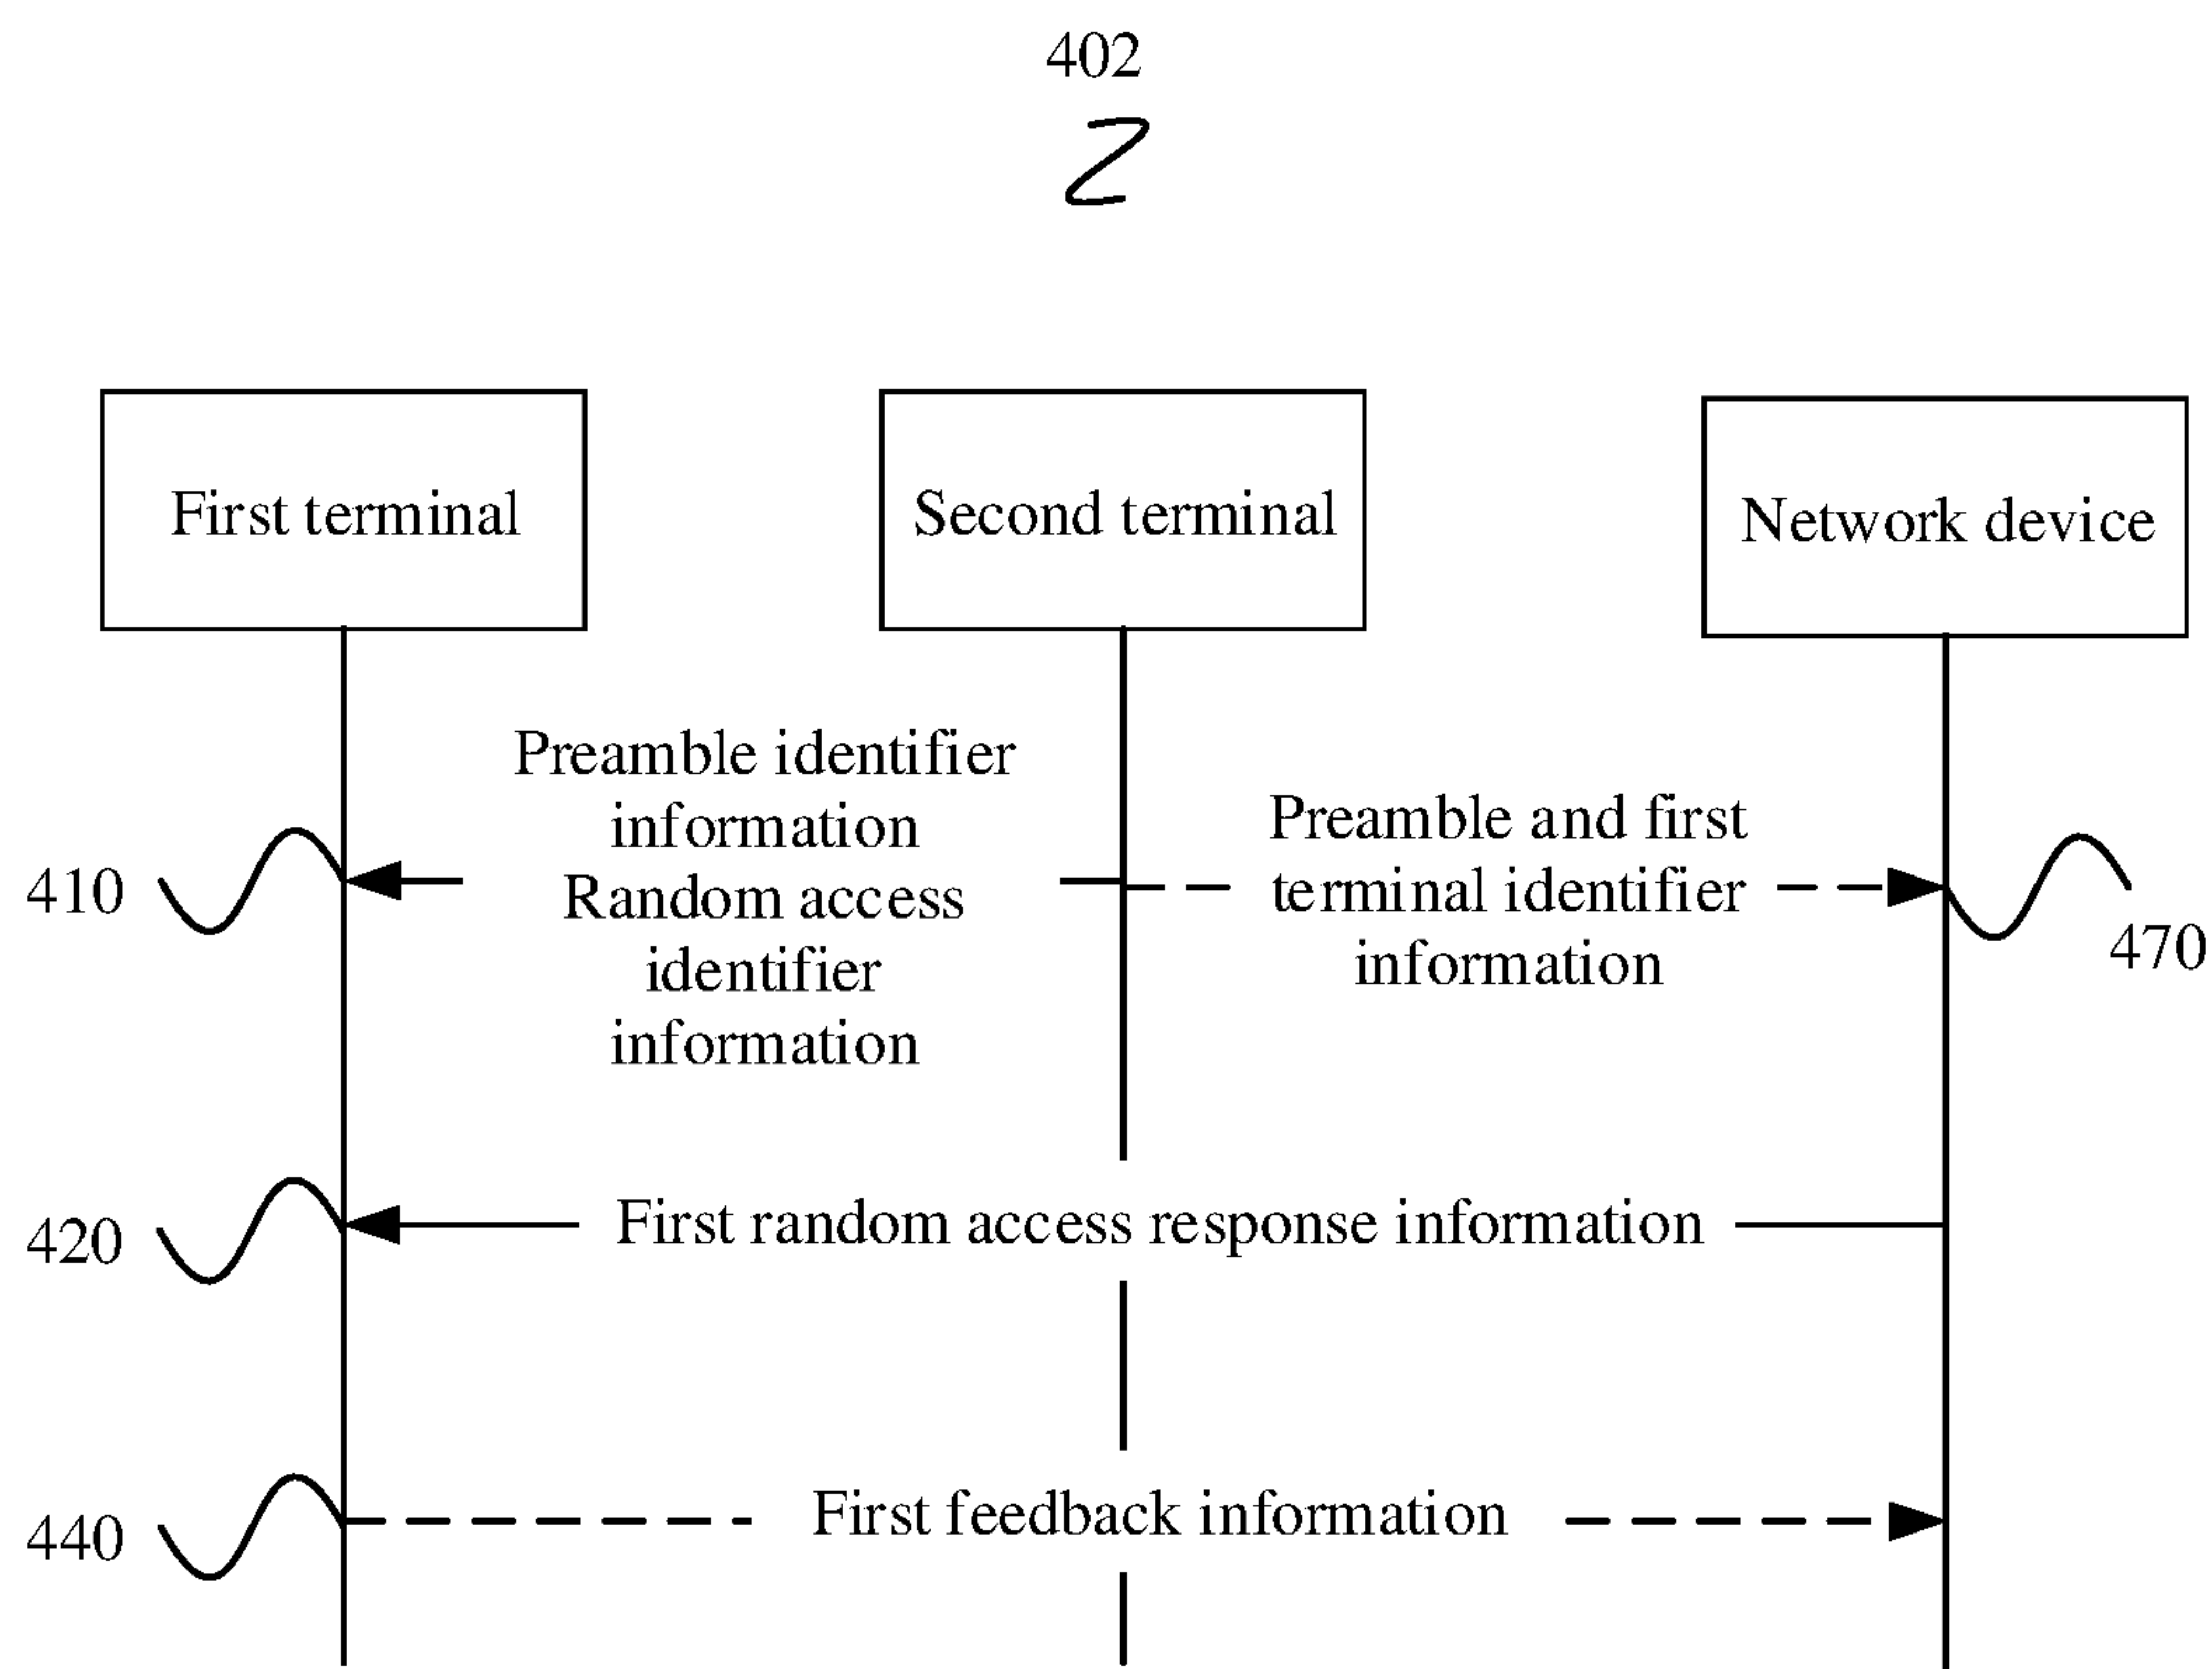 402
First terminal
Second terminal
Network device
Preamble identifier
information
Random access
identifier
information
Preamble and first
terminal identifier
information
410
470
420
First random access response information
440
First feedback information